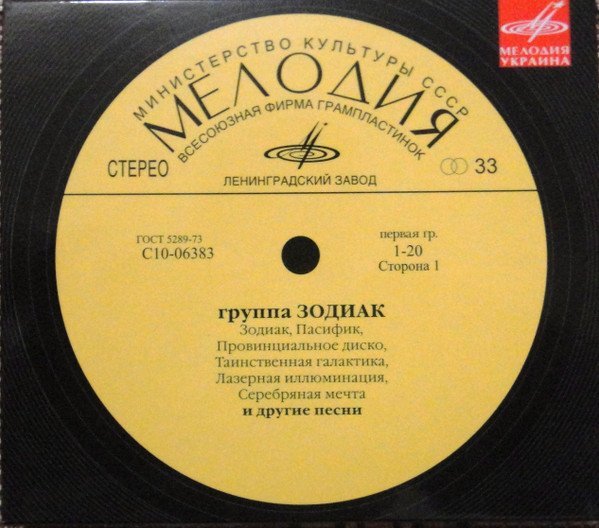 МЕЛОДИЯ
УКРАИНА
МИНИСТЕРСТВО КУЛЬТУРЫ СССР
МЕЛОДИЯ
ВСЕСОЮЗНАЯ ФИРМА ГРАМПЛАСТИНОК
СТЕРЕО
33
ЛЕНИНГРАДСКИЙ ЗАВОД
ГОСТ 5289-73
С10-06383
первая гр.
1-20
Сторона 1
группа ЗОДИАК
Зодиак, Пасифик,
Провинциальное диско,
Таинственная галактика,
Лазерная иллюминация,
Серебряная мечта
и другие песни